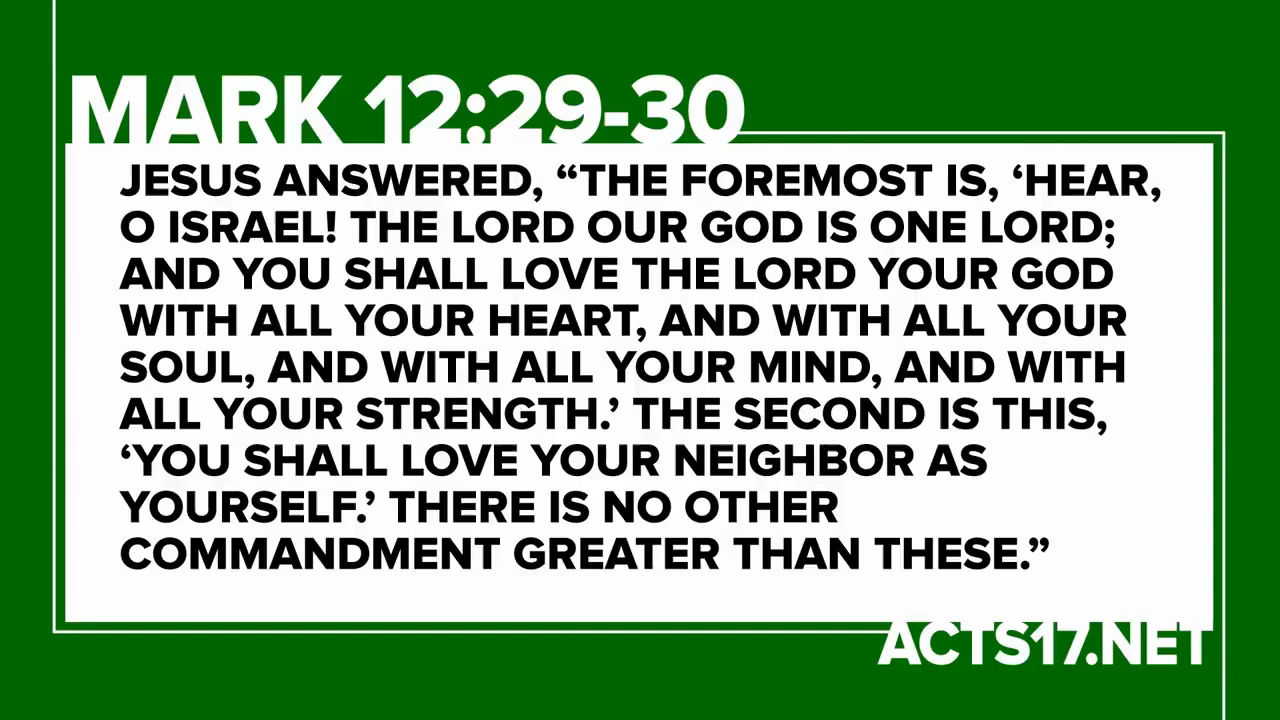 MARK 12:29-30
JESUS ANSWERED, “THE FOREMOST IS, ‘HEAR,
O ISRAEL! THE LORD OUR GOD IS ONE LORD;
AND YOU SHALL LOVE THE LORD YOUR GOD
WITH ALL YOUR HEART, AND WITH ALL YOUR
SOUL, AND WITH ALL YOUR MIND, AND WITH
ALL YOUR STRENGTH.’ THE SECOND IS THIS,
‘YOU SHALL LOVE YOUR NEIGHBOR AS
YOURSELF.’ THERE IS NO OTHER
COMMANDMENT GREATER THAN THESE.”
ACTS17.NET